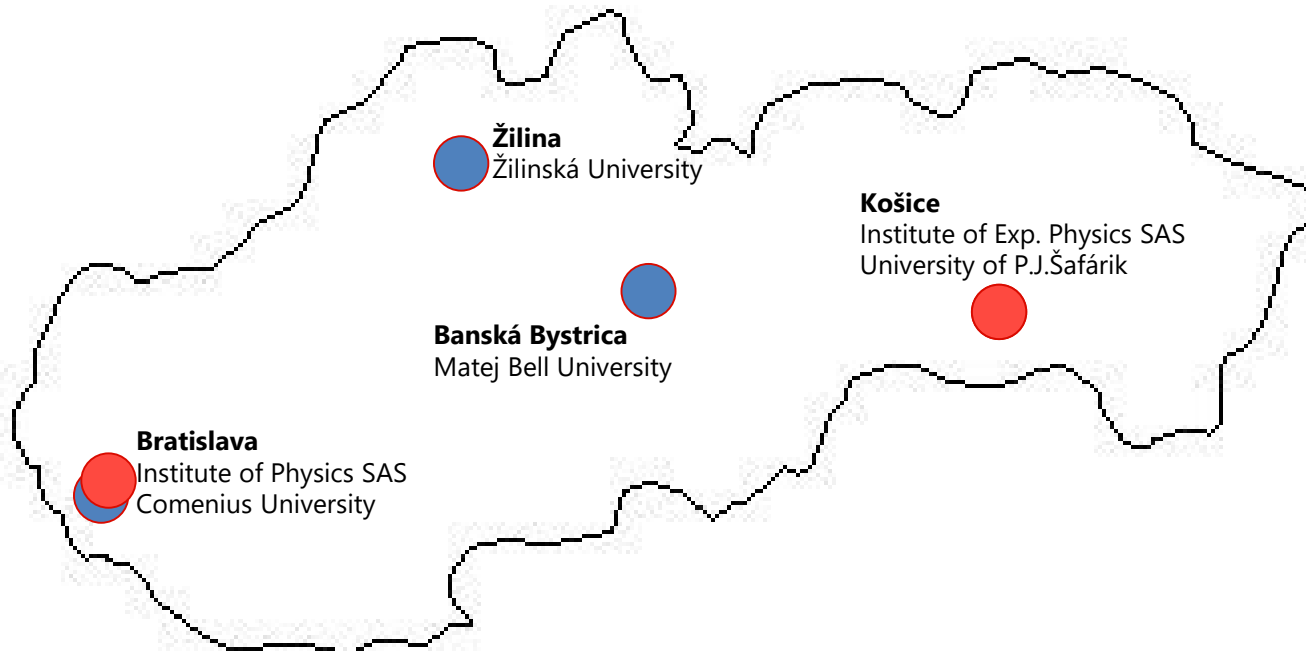 Žilina
Žilinská University
Košice
Institute of Exp. Physics SAS
University of P.J.Šafárik
Banská Bystrica
Matej Bell University
Bratislava
Institute of Physics SAS
Comenius University